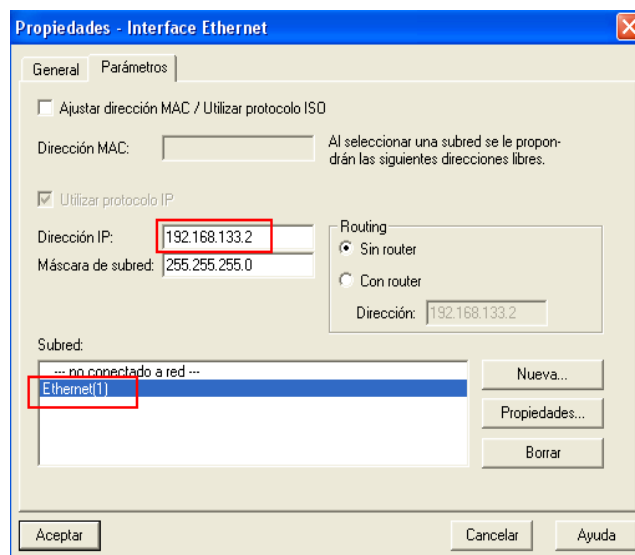 Propiedades - Interface Ethernet
General Parámetros
Ajustar dirección MAC / Utilizar protocolo ISO
Dirección MAC:
Al seleccionar una subred se le propon-
drán las siguientes direcciones libres.
Utilizar protocolo IP
Dirección IP: 192.168.133.2
Máscara de subred: 255.255.255.0
Routing
Sin router
Con router
Dirección: 192.168.133.2
Subred:
--- no conectado a red ---
Ethernet(1)
Nueva...
Propiedades...
Borrar
Aceptar Cancelar Ayuda